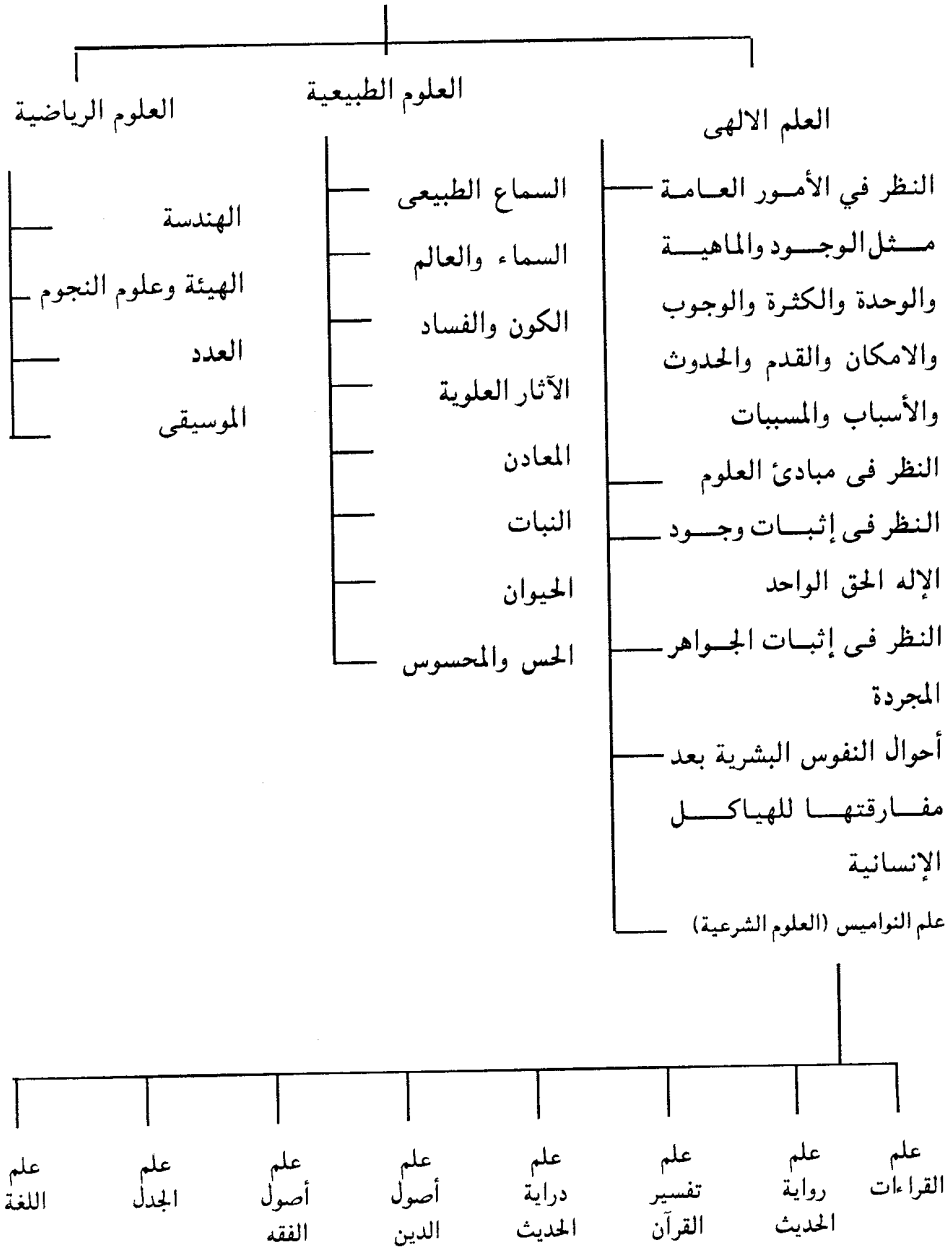 العلم الالهى
النظر في الأمور العامة
مثل الوجود والماهية
والوحدة والكثرة والوجوب
والامكان والقدم والحدوث
والأسباب والمسببات
النظر فى مبادئ العلوم
النظر فى إثبات وجود
الإله الحق الواحد
النظر فى إثبات الجواهر
المجردة
أحوال النفوس البشرية بعد
مفارقتها للهياكل
الإنسانية
علم النواميس (العلوم الشرعية)
العلوم الطبيعية
السماع الطبيعى
السماء والعالم
الكون والفساد
الآثار العلوية
المعادن
النبات
الحيوان
الحس والمحسوس
العلوم الرياضية
الهندسة
الهيئة وعلوم النجوم
العدد
الموسيقى
علم
القراءات
علم
رواية
الحديث
علم
تفسير
القرآن
علم
دراية
الحديث
علم
أصول
الدين
علم
أصول
الفقه
علم
الجدل
علم
اللغة